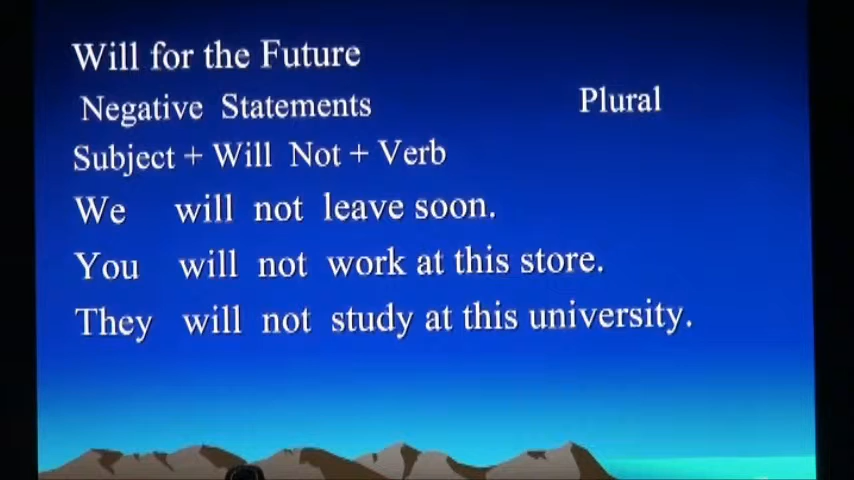 Will for the Future
Negative Statements Plural
Subject + Will Not + Verb
We will not leave soon.
You will not work at this store.
They will not study at this university.